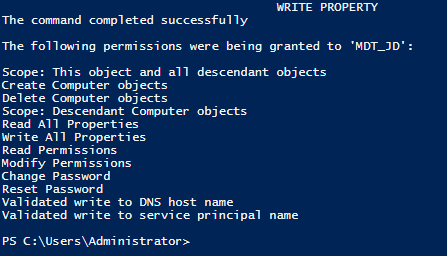 WRITE PROPERTY
The command completed successfully
The following permissions were being granted to 'MDT_JD':
Scope: This object and all descendant objects
Create Computer objects
Delete Computer objects
Scope: Descendant Computer objects
Read All Properties
Write All Properties
Read Permissions
Modify Permissions
Change Password
Reset Password
Validated write to DNS host name
Validated write to service principal name
PS C:\Users\Administrator>